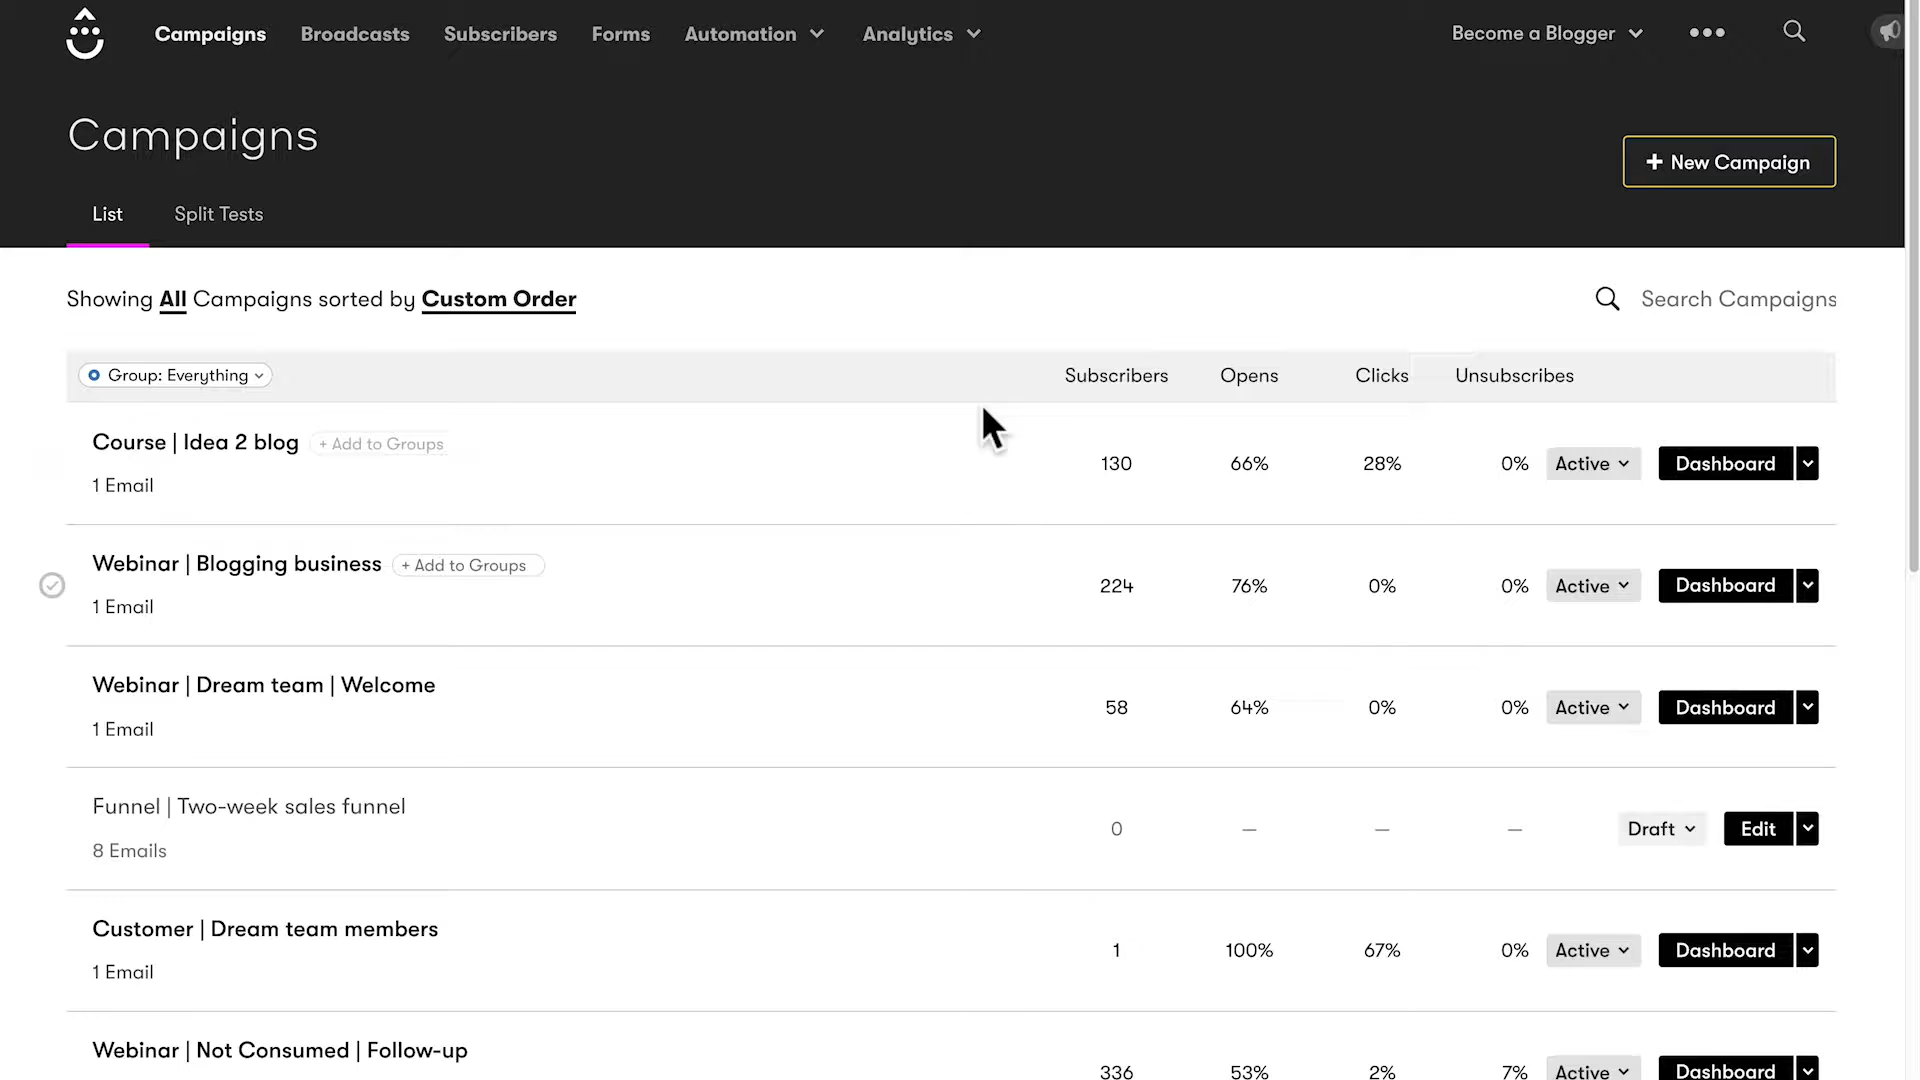 Campaigns Broadcasts Subscribers Forms Automation Analytics Become a Blogger
Campaigns
+ New Campaign
List Split Tests
Showing All Campaigns sorted by Custom Order Search Campaigns
Group: Everything Subscribers Opens Clicks Unsubscribes
Course | Idea 2 blog + Add to Groups
130 66% 28% 0% Active Dashboard
1 Email
Webinar | Blogging business + Add to Groups
224 76% 0% 0% Active Dashboard
1 Email
Webinar | Dream team | Welcome
58 64% 0% 0% Active Dashboard
1 Email
Funnel | Two-week sales funnel
0 — — — Draft Edit
8 Emails
Customer | Dream team members
1 100% 67% 0% Active Dashboard
1 Email
Webinar | Not Consumed | Follow-up
336 53% 2% 7% Active Dashboard